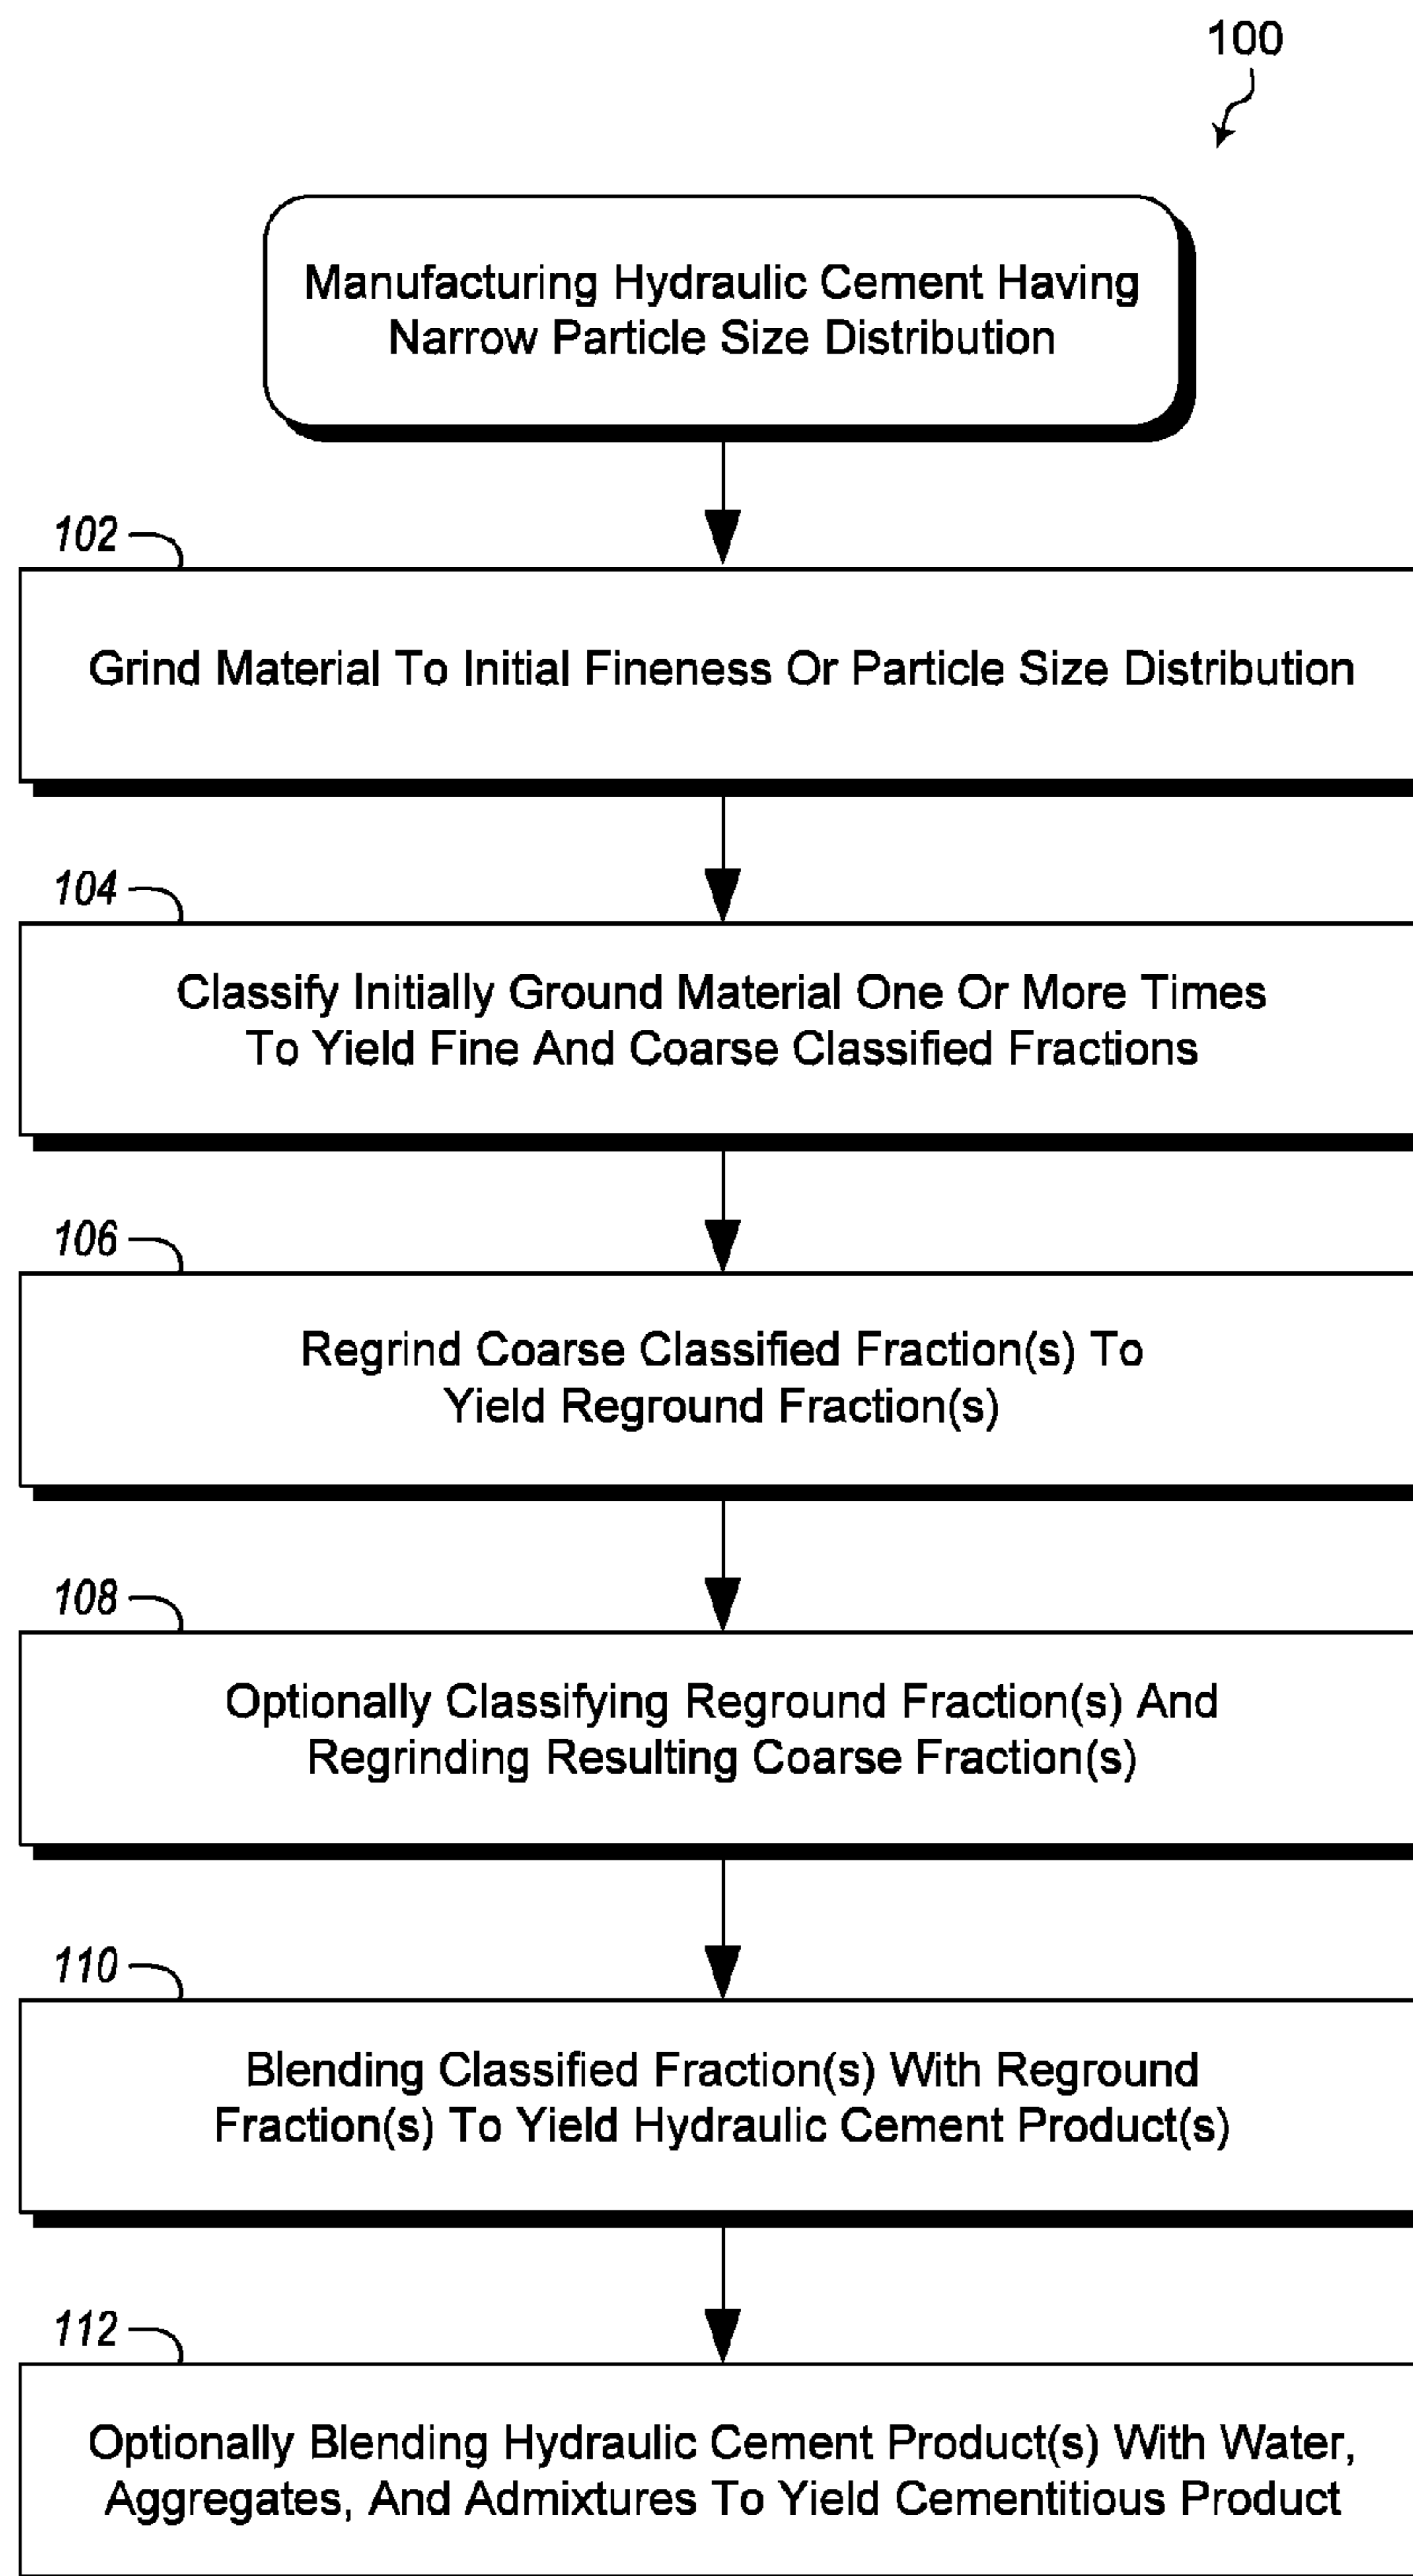 100
Manufacturing Hydraulic Cement Having
Narrow Particle Size Distribution
102
Grind Material To Initial Fineness Or Particle Size Distribution
104
Classify Initially Ground Material One Or More Times
To Yield Fine And Coarse Classified Fractions
106
Regrind Coarse Classified Fraction(s) To
Yield Reground Fraction(s)
108
Optionally Classifying Reground Fraction(s) And
Regrinding Resulting Coarse Fraction(s)
110
Blending Classified Fraction(s) With Reground
Fraction(s) To Yield Hydraulic Cement Product(s)
112
Optionally Blending Hydraulic Cement Product(s) With Water,
Aggregates, And Admixtures To Yield Cementitious Product